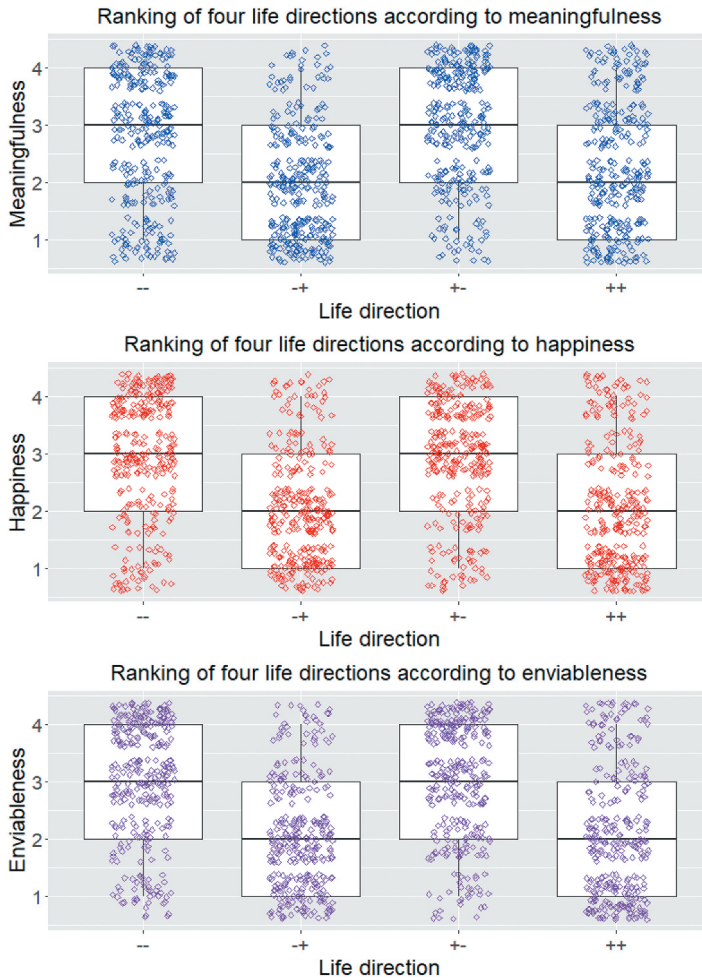 Ranking of four life directions according to meaningfulness
Meaningfulness
4
3
2
1
-- -+ +- ++
Life direction
Ranking of four life directions according to happiness
Happiness
4
3
2
1
-- -+ +- ++
Life direction
Ranking of four life directions according to enviableness
Enviableness
4
3
2
1
-- -+ +- ++
Life direction